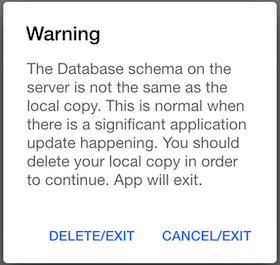 Warning
The Database schema on the
server is not the same as the
local copy. This is normal when
there is a significant application
update happening. You should
delete your local copy in order
to continue. App will exit.
DELETE/EXIT CANCEL/EXIT